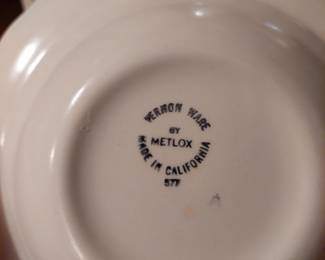 VERNON WARE
BY
METLOX
MADE IN CALIFORNIA
577